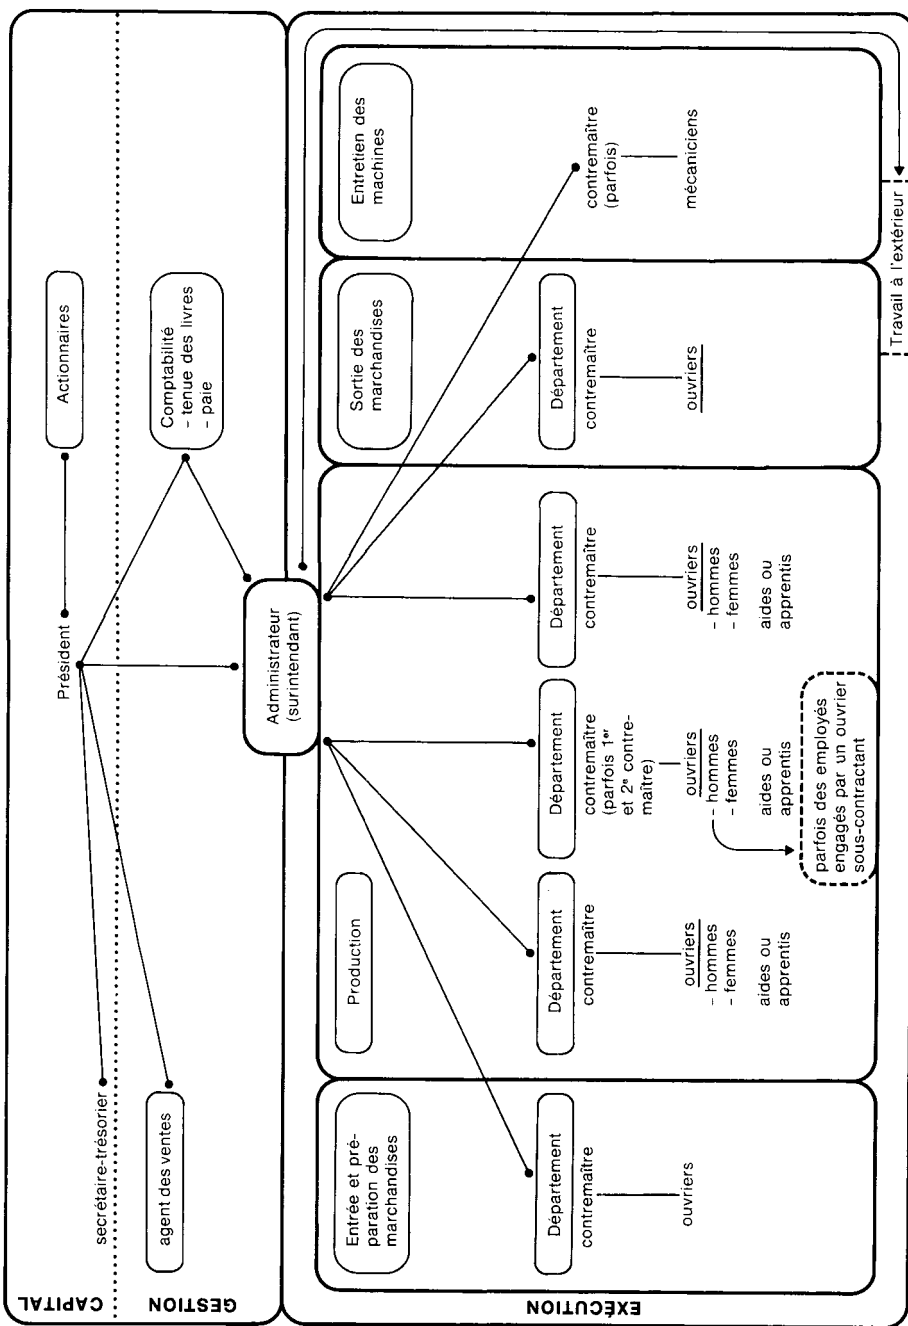 CAPITAL
GESTION
EXÉCUTION
secrétaire-trésorier
Président
Actionnaires
agent des ventes
Comptabilité
- tenue des livres
- paie
Administrateur
(surintendant)
Entrée et pré-
paration des
marchandises
Département
contremaître
ouvriers
Production
Département
contremaître
ouvriers
- hommes
- femmes
aides ou
apprentis
Département
contremaître
(parfois 1er
et 2e contre-
maître)
ouvriers
- hommes
- femmes
aides ou
apprentis
parfois des employés
engagés par un ouvrier
sous-contractant
Département
contremaître
ouvriers
- hommes
- femmes
aides ou
apprentis
Sortie des
marchandises
Département
contremaître
ouvriers
Entretien des
machines
contremaître
(parfois)
mécaniciens
Travail à l'extérieur